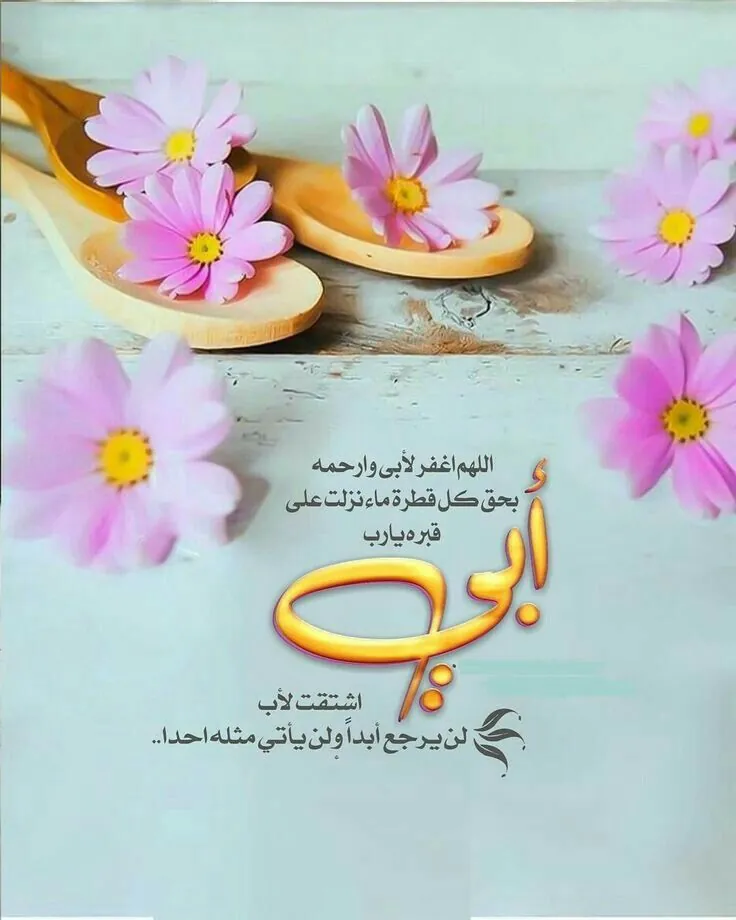 اللهم اغفر لأبى وارحمه
بحق كل قطرة ماء نزلت على
قبره يارب
أبي
اشتقت لأب
لن يرجع أبداً ولن يأتي مثله احدا..